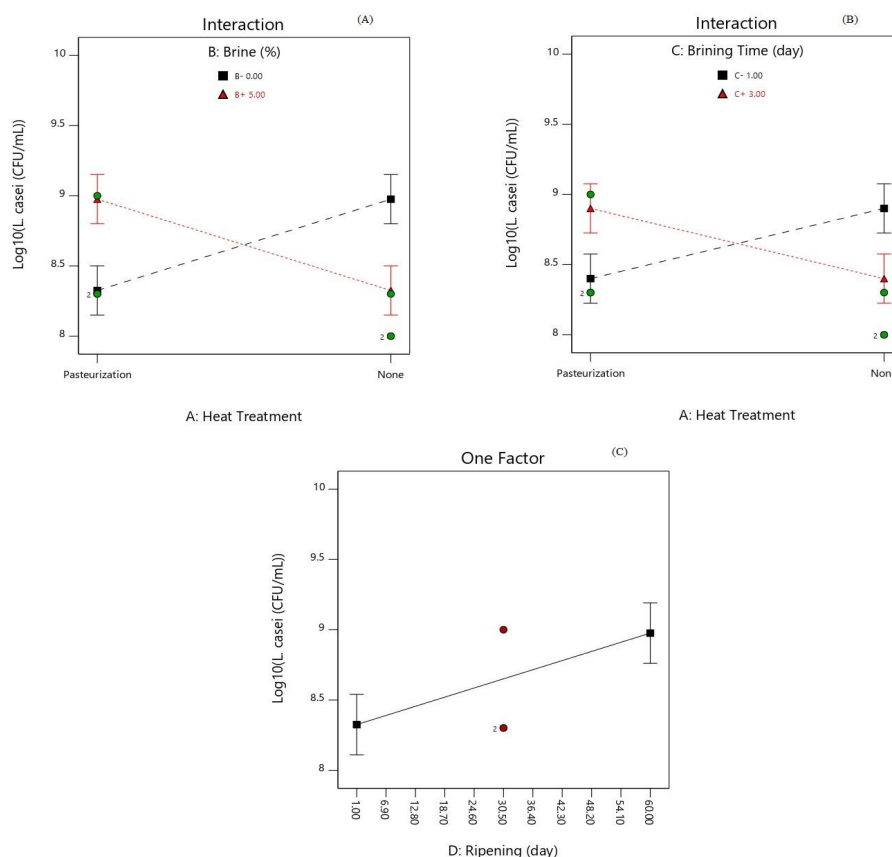 Interaction
(A)
B: Brine (%)
B- 0.00
B+ 5.00
Log10(L. casei (CFU/mL))
10
9.5
9
8.5
8
2
2
Pasteurization
None
A: Heat Treatment
Interaction
(B)
C: Brining Time (day)
C- 1.00
C+ 3.00
Log10(L. casei (CFU/mL))
10
9.5
9
8.5
8
2
2
Pasteurization
Non
A: Heat Treatment
One Factor
(C)
Log10(L. casei (CFU/mL))
10
9.5
9
8.5
8
2
1.00
6.90
12.80
18.70
24.60
30.50
36.40
42.30
48.20
54.10
60.00
D: Ripening (day)